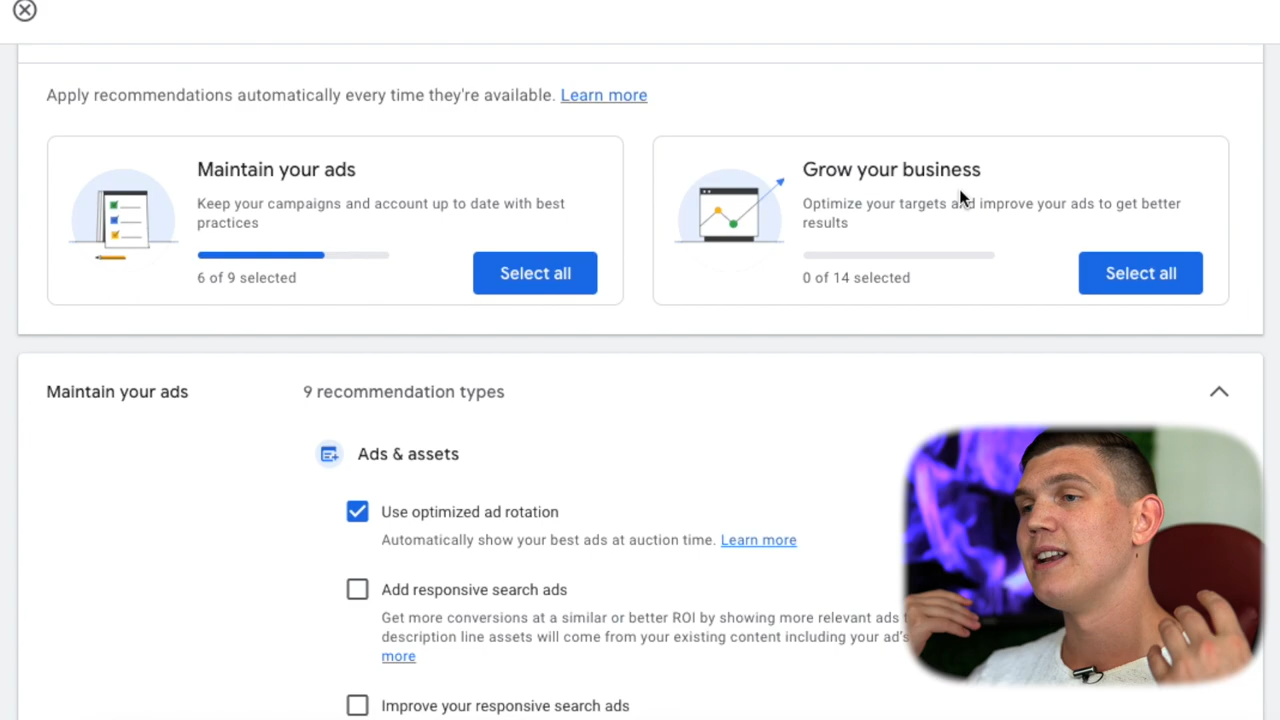 Apply recommendations automatically every time they're available. Learn more
Maintain your ads
Keep your campaigns and account up to date with best
practices
6 of 9 selected
Select all
Grow your business
Optimize your targets and improve your ads to get better
results
0 of 14 selected
Select all
Maintain your ads
9 recommendation types
Ads & assets
Use optimized ad rotation
Automatically show your best ads at auction time. Learn more
Add responsive search ads
Get more conversions at a similar or better ROI by showing more relevant ads
description line assets will come from your existing content including your ad's
more
Improve your responsive search ads